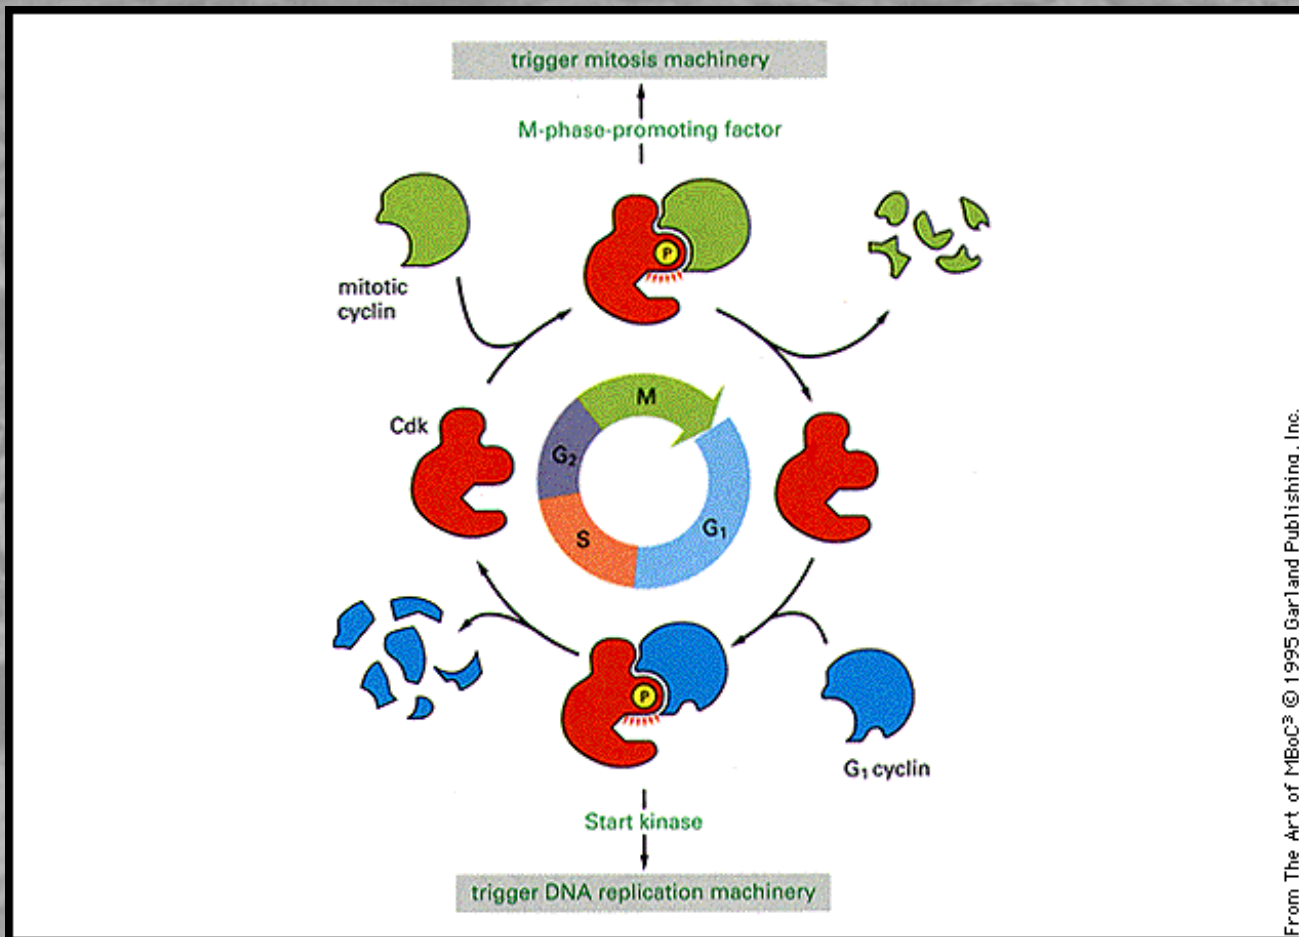 trigger mitosis machinery
M-phase-promoting factor
P
mitotic
cyclin
Cdk
M
G₂
G₁
S
P
G₁ cyclin
Start kinase
trigger DNA replication machinery
From The Art of MBoC³ © 1995 Garland Publishing, Inc.